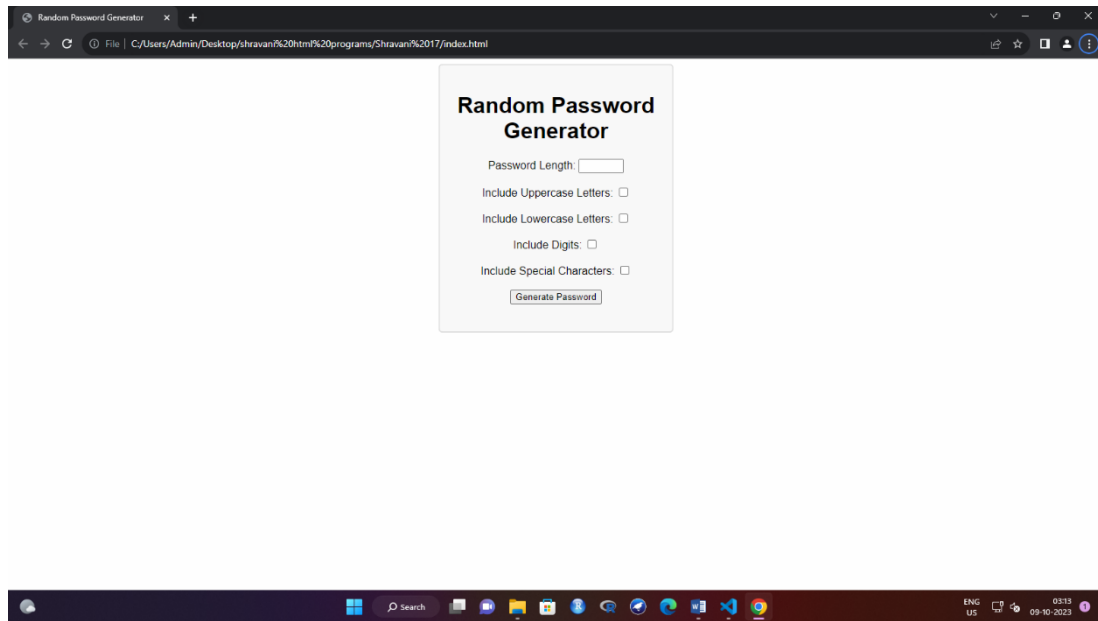 Random Password Generator
File
C:/Users/Admin/Desktop/shravani%20html%20programs/Shravani%2017/index.html
Random Password
Generator
Password Length:
Include Uppercase Letters:
Include Lowercase Letters:
Include Digits:
Include Special Characters:
Generate Password
Search
ENG
US
03:13
09-10-2023
1